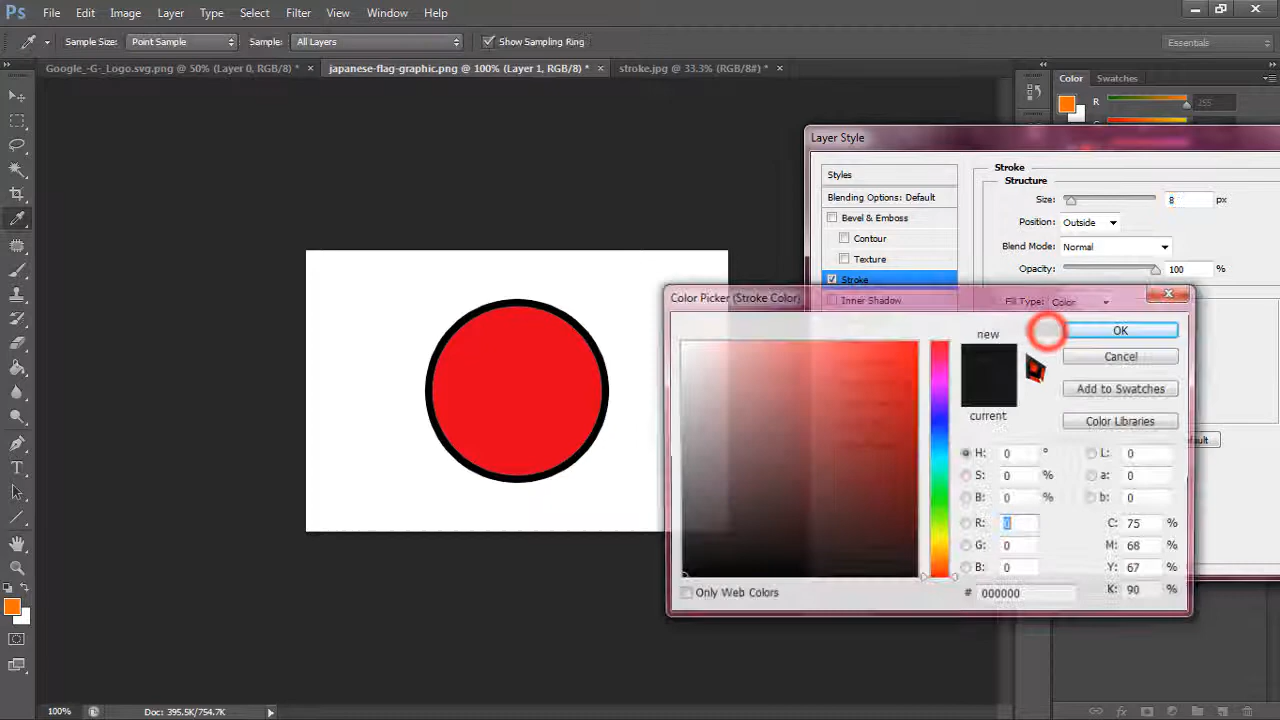 Ps File Edit Image Layer Type Select Filter View Window Help
Sample Size: Point Sample Sample: All Layers Show Sampling Ring Essentials
Google_-G-_Logo.svg.png @ 50% (Layer 0, RGB/8) * × japanese-flag-graphic.png @ 100% (Layer 1, RGB/8) * × stroke.jpg @ 33.3% (RGB/8#) * ×
Color Swatches
R 255
Layer Style
Styles
Blending Options: Default
Bevel & Emboss
Contour
Texture
Stroke
Inner Shadow
Stroke
Structure
Size: 8 px
Position: Outside
Blend Mode: Normal
Opacity: 100 %
Fill Type: Color
Color Picker (Stroke Color)
new
current
OK
Cancel
Add to Swatches
Color Libraries
H: 0 °
S: 0 %
B: 0 %
R: 0
G: 0
B: 0
# 000000
L: 0
a: 0
b: 0
C: 75 %
M: 68 %
Y: 67 %
K: 90 %
Only Web Colors
100% Doc: 395.5K/754.7K